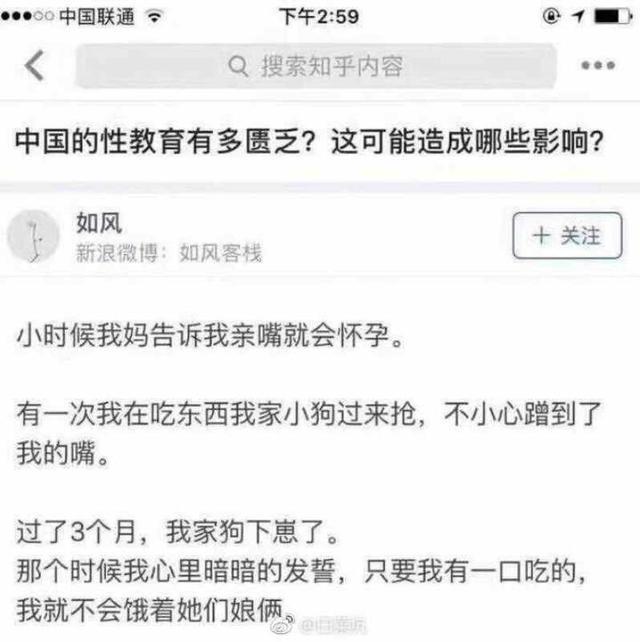 中国联通
下午2:59
搜索知乎内容
中国的性教育有多匮乏？这可能造成哪些影响？
如风
+ 关注
新浪微博：如风客栈
小时候我妈告诉我亲嘴就会怀孕。
有一次我在吃东西我家小狗过来抢，不小心蹭到了
我的嘴。
过了3个月，我家狗下崽了。
那个时候我心里暗暗的发誓，只要我有一口吃的，
我就不会饿着她们娘俩。